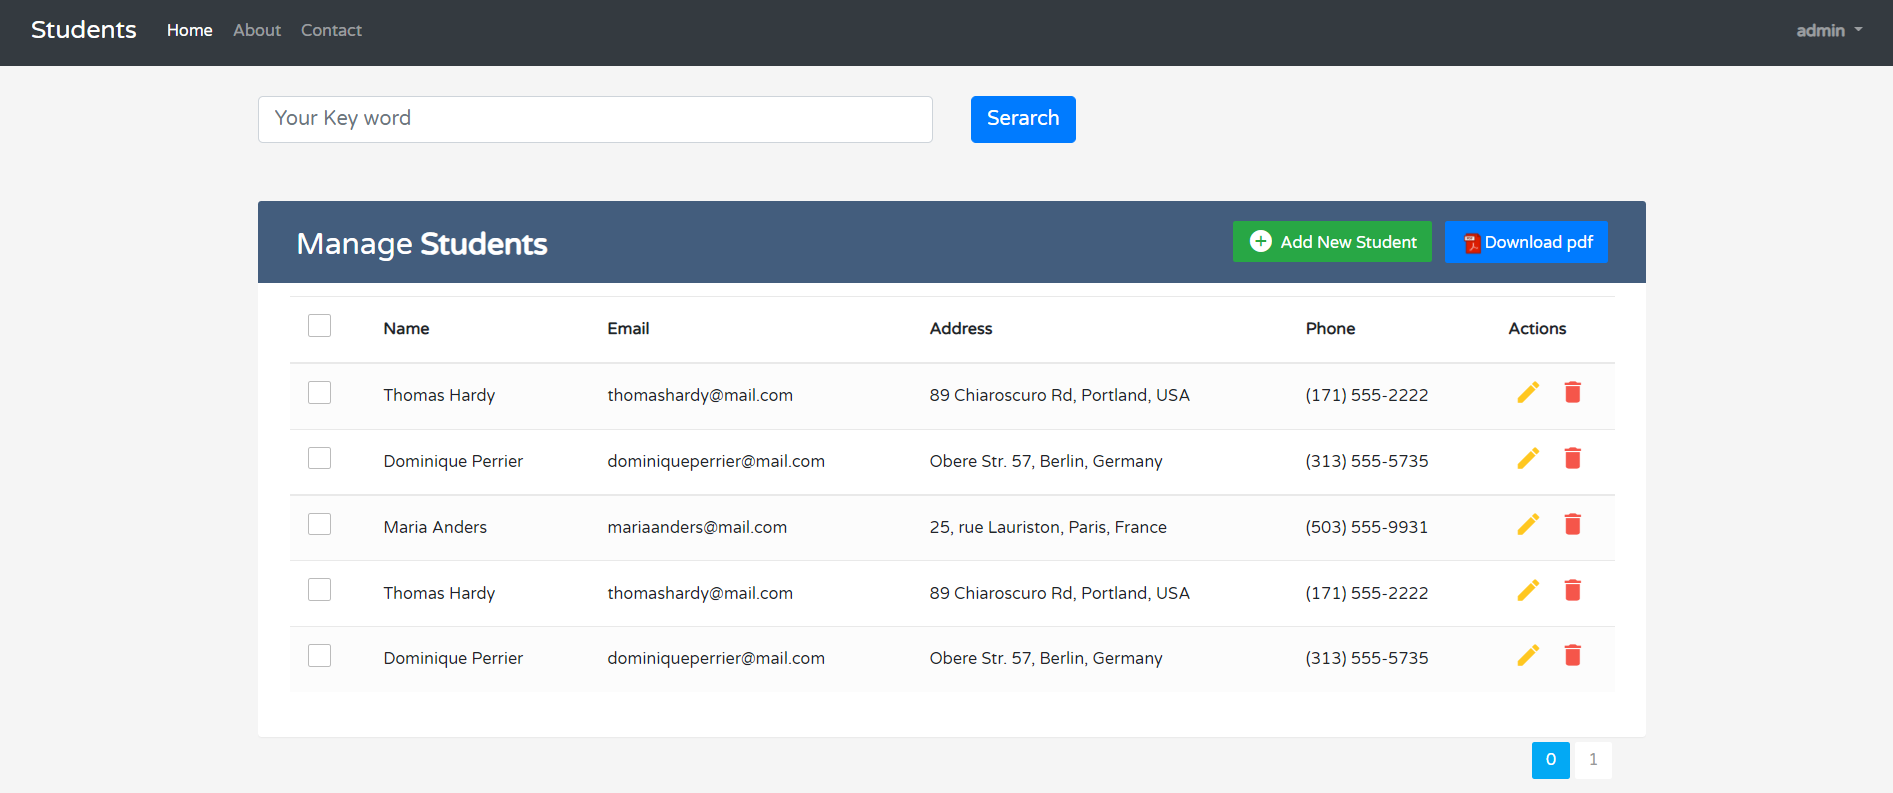 Students Home About Contact admin
Your Key word Serarch
Manage Students Add New Student Download pdf
Name Email Address Phone Actions
Thomas Hardy thomashardy@mail.com 89 Chiaroscuro Rd, Portland, USA (171) 555-2222
Dominique Perrier dominiqueperrier@mail.com Obere Str. 57, Berlin, Germany (313) 555-5735
Maria Anders mariaanders@mail.com 25, rue Lauriston, Paris, France (503) 555-9931
Thomas Hardy thomashardy@mail.com 89 Chiaroscuro Rd, Portland, USA (171) 555-2222
Dominique Perrier dominiqueperrier@mail.com Obere Str. 57, Berlin, Germany (313) 555-5735
0 1